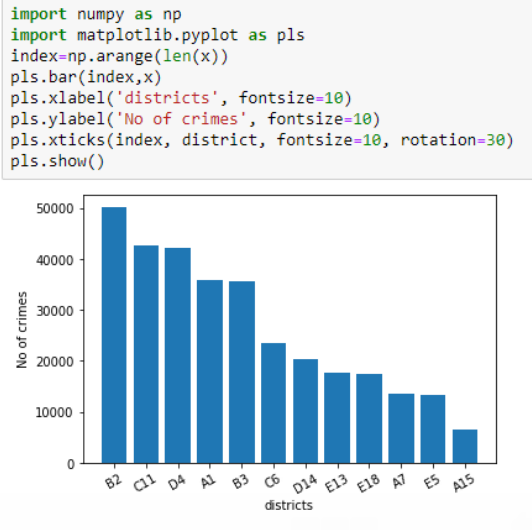 import numpy as np
import matplotlib.pyplot as pls
index=np.arange(len(x))
pls.bar(index,x)
pls.xlabel('districts', fontsize=10)
pls.ylabel('No of crimes', fontsize=10)
pls.xticks(index, district, fontsize=10, rotation=30)
pls.show()
50000
40000
30000
20000
10000
0
No of crimes
B2 C11 D4 A1 B3 C6 D14 E13 E18 A7 E5 A15
districts